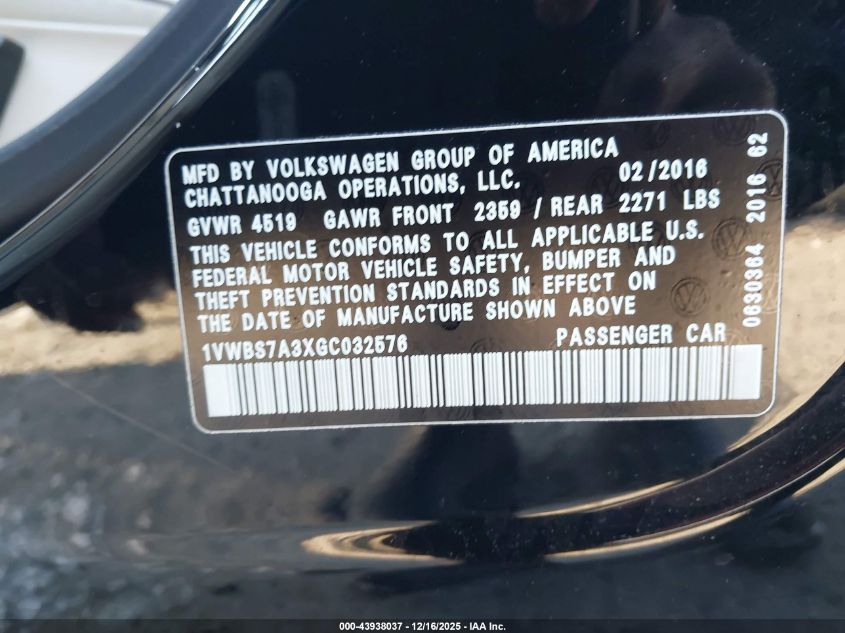 MFD BY VOLKSWAGEN GROUP OF AMERICA
CHATTANOOGA OPERATIONS, LLC. 02/2016
GVWR 4519 GAWR FRONT 2359 / REAR 2271 LBS
THIS VEHICLE CONFORMS TO ALL APPLICABLE U.S.
FEDERAL MOTOR VEHICLE SAFETY, BUMPER AND
THEFT PREVENTION STANDARDS IN EFFECT ON
THE DATE OF MANUFACTURE SHOWN ABOVE
1VWBS7A3XGC032576 PASSENGER CAR
0630364 2016 62
000-43938037 - 12/16/2025 - IAA Inc.